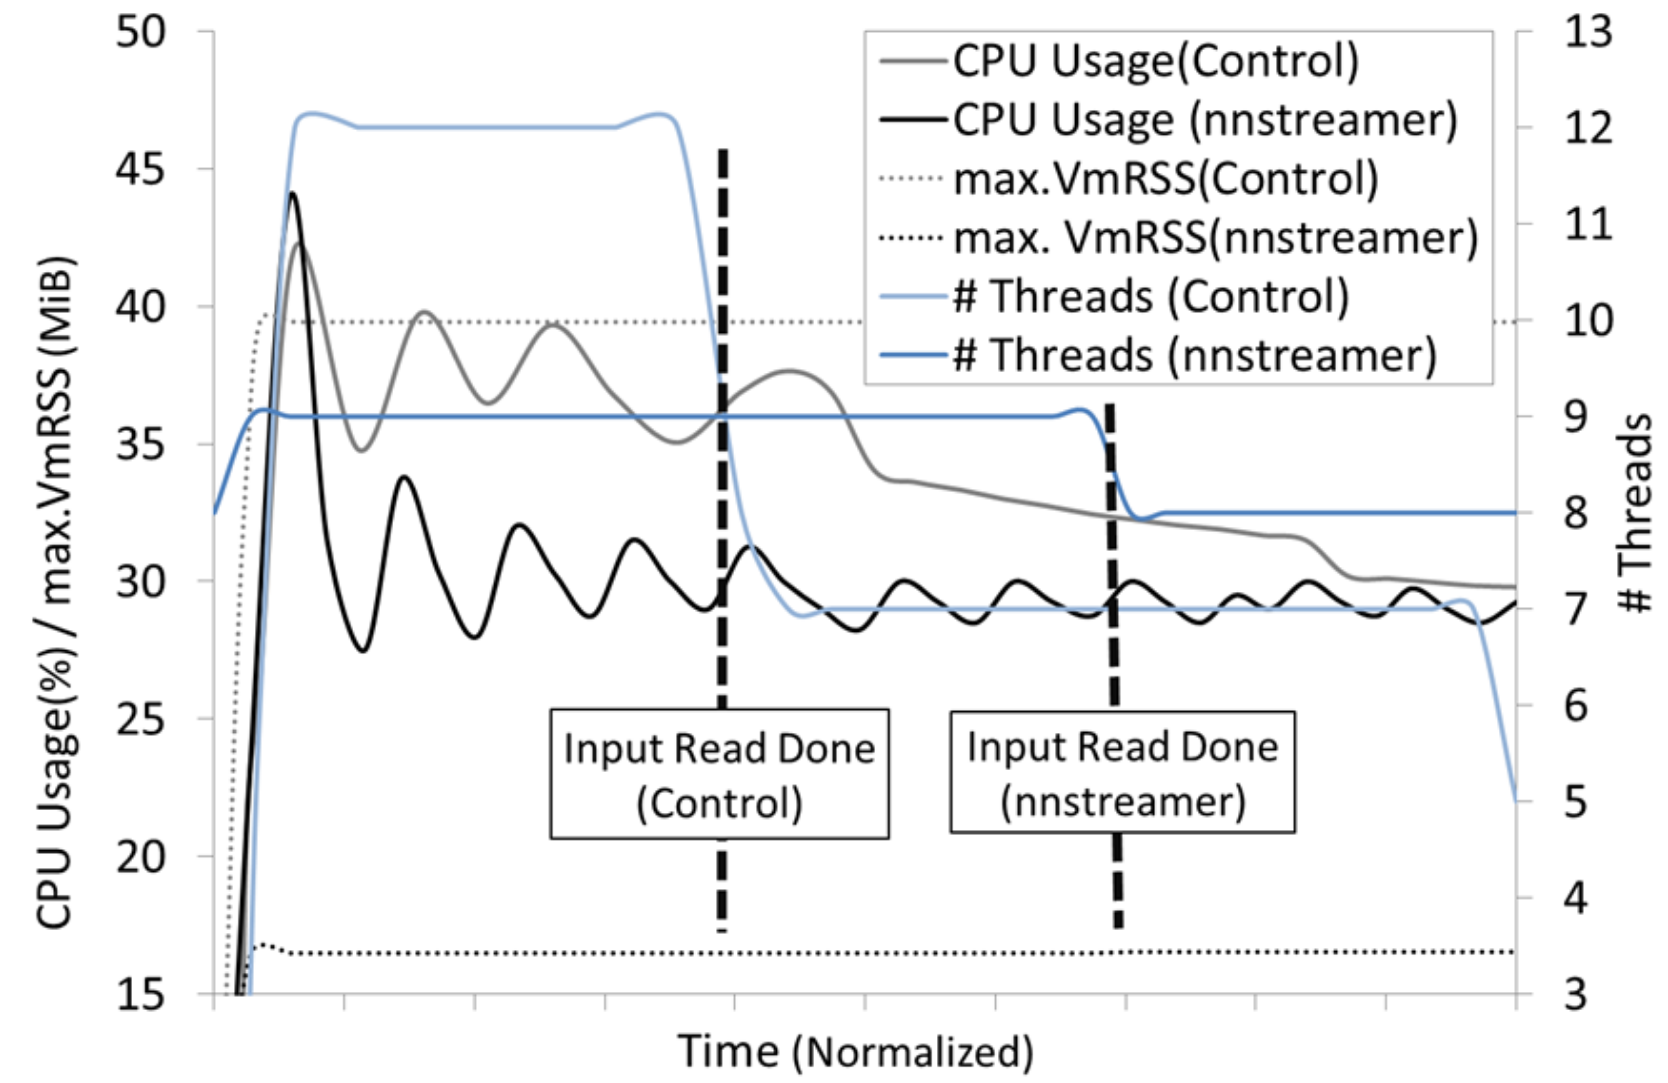 50
45
40
35
30
25
20
15
CPU Usage(%) / max.VmRSS (MiB)
CPU Usage(Control)
CPU Usage (nnstreamer)
max.VmRSS(Control)
max. VmRSS(nnstreamer)
# Threads (Control)
# Threads (nnstreamer)
Input Read Done
(Control)
Input Read Done
(nnstreamer)
13
12
11
10
9
8
7
6
5
4
3
# Threads
Time (Normalized)